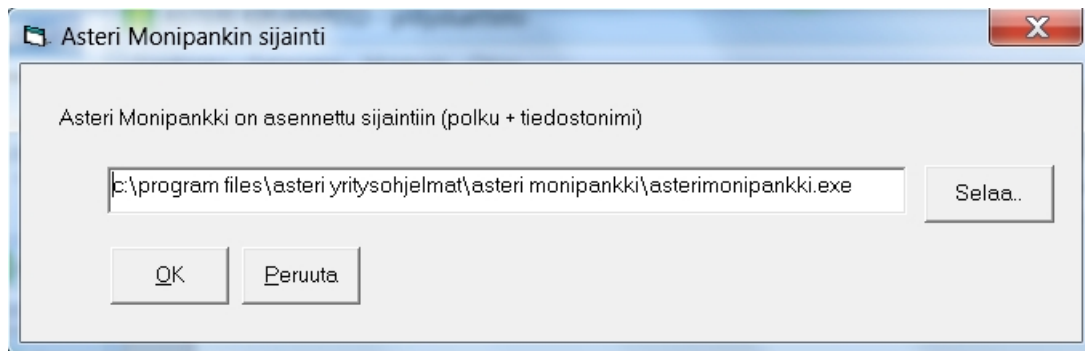 Asteri Monipankin sijainti
X
Asteri Monipankki on asennettu sijaintiin (polku + tiedostonimi)
c:\program files\asteri yritysohjelmat\asteri monipankki\asterimonipankki.exe
Selaa..
OK
Peruuta